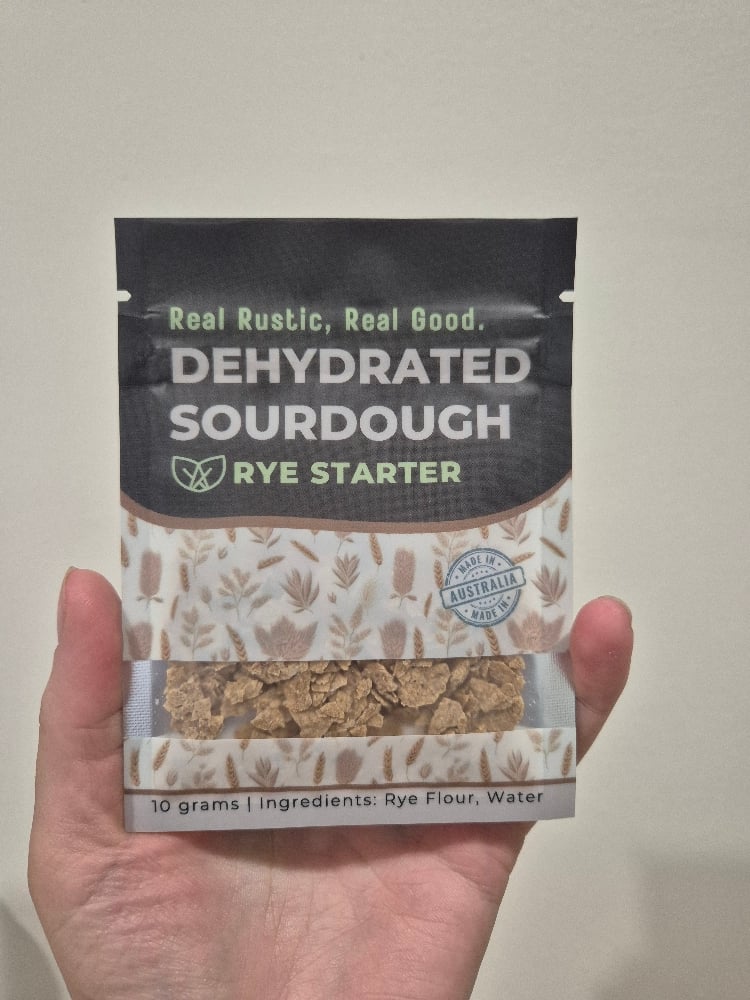 Real Rustic, Real Good.
DEHYDRATED
SOURDOUGH
RYE STARTER
MADE IN
AUSTRALIA
MADE IN
10 grams | Ingredients: Rye Flour, Water